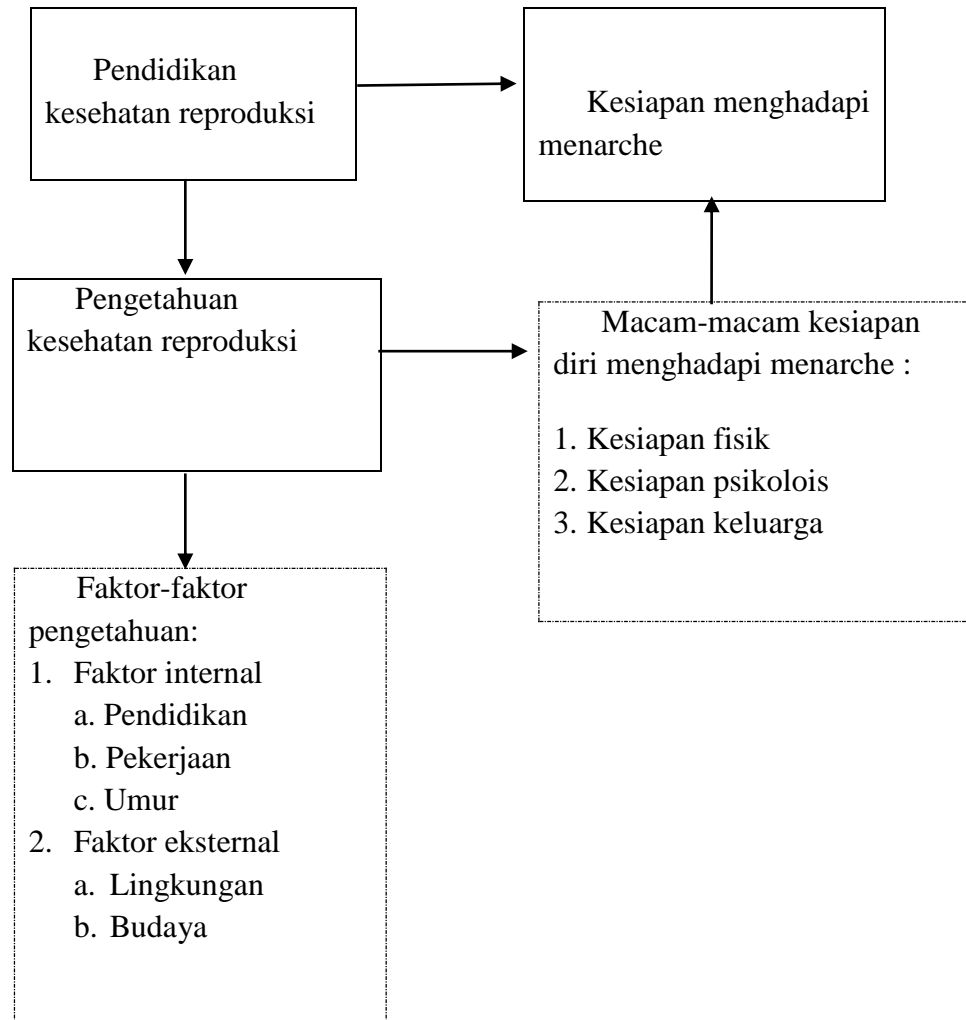 Pendidikan
kesehatan reproduksi
Kesiapan menghadapi
menarche
Pengetahuan
kesehatan reproduksi
Macam-macam kesiapan
diri menghadapi menarche :
1. Kesiapan fisik
2. Kesiapan psikolois
3. Kesiapan keluarga
Faktor-faktor
pengetahuan:
1. Faktor internal
a. Pendidikan
b. Pekerjaan
c. Umur
2. Faktor eksternal
a. Lingkungan
b. Budaya